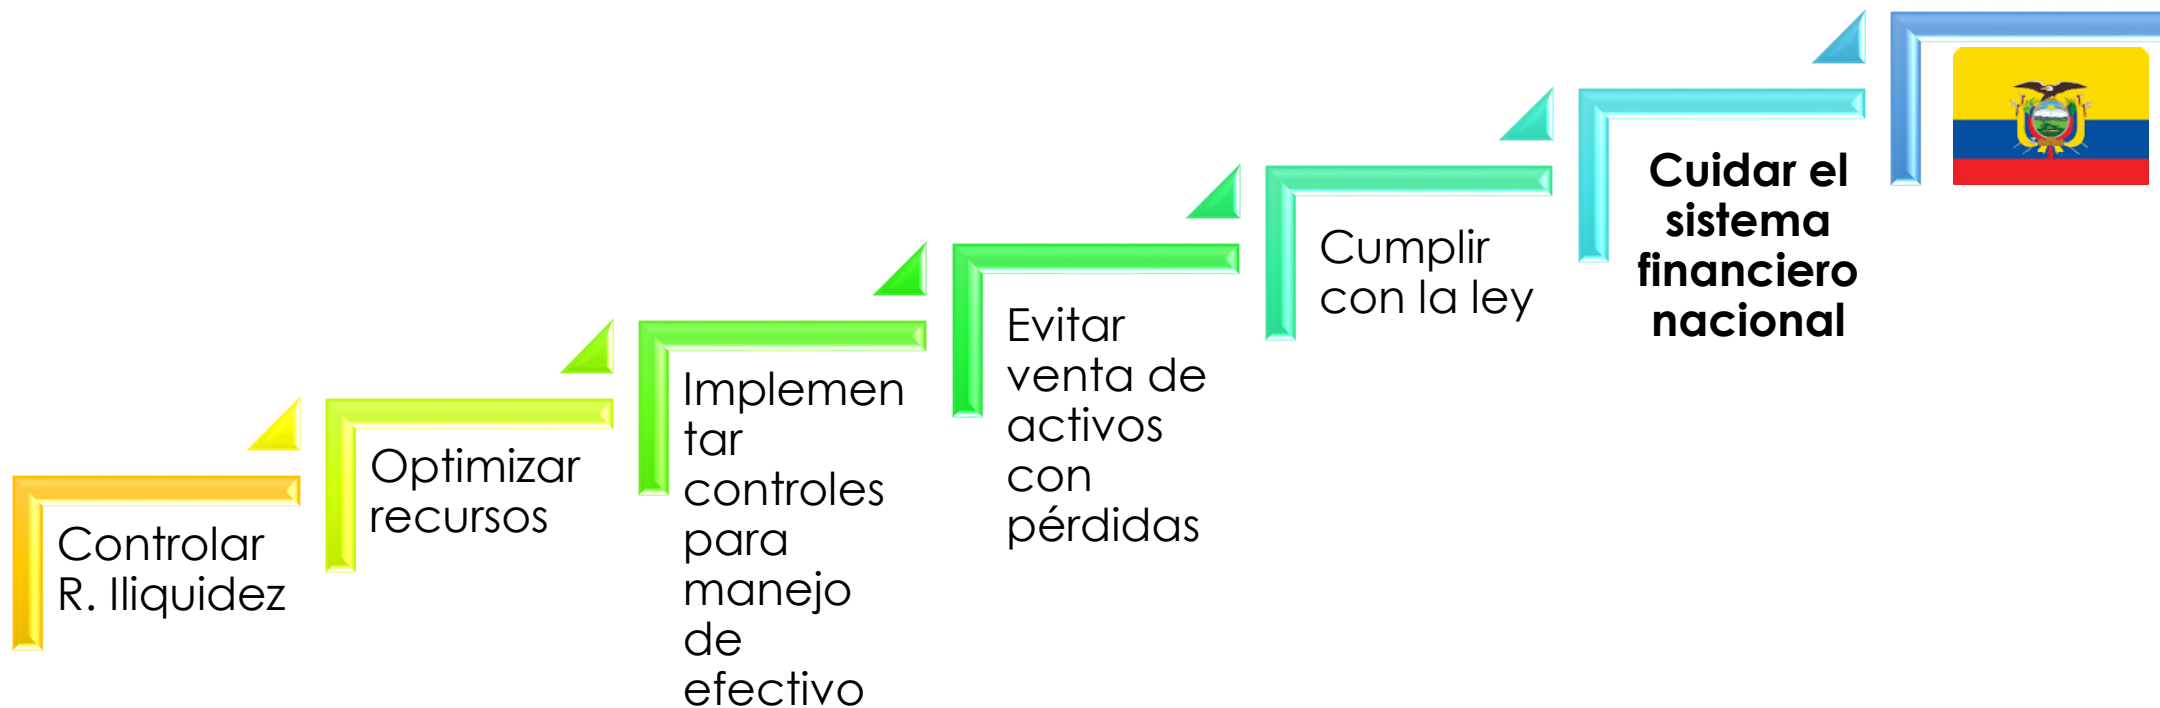 Controlar
R. Iliquidez
Optimizar
recursos
Implemen
tar
controles
para
manejo
de
efectivo
Evitar
venta de
activos
con
pérdidas
Cumplir
con la ley
Cuidar el
sistema
financiero
nacional